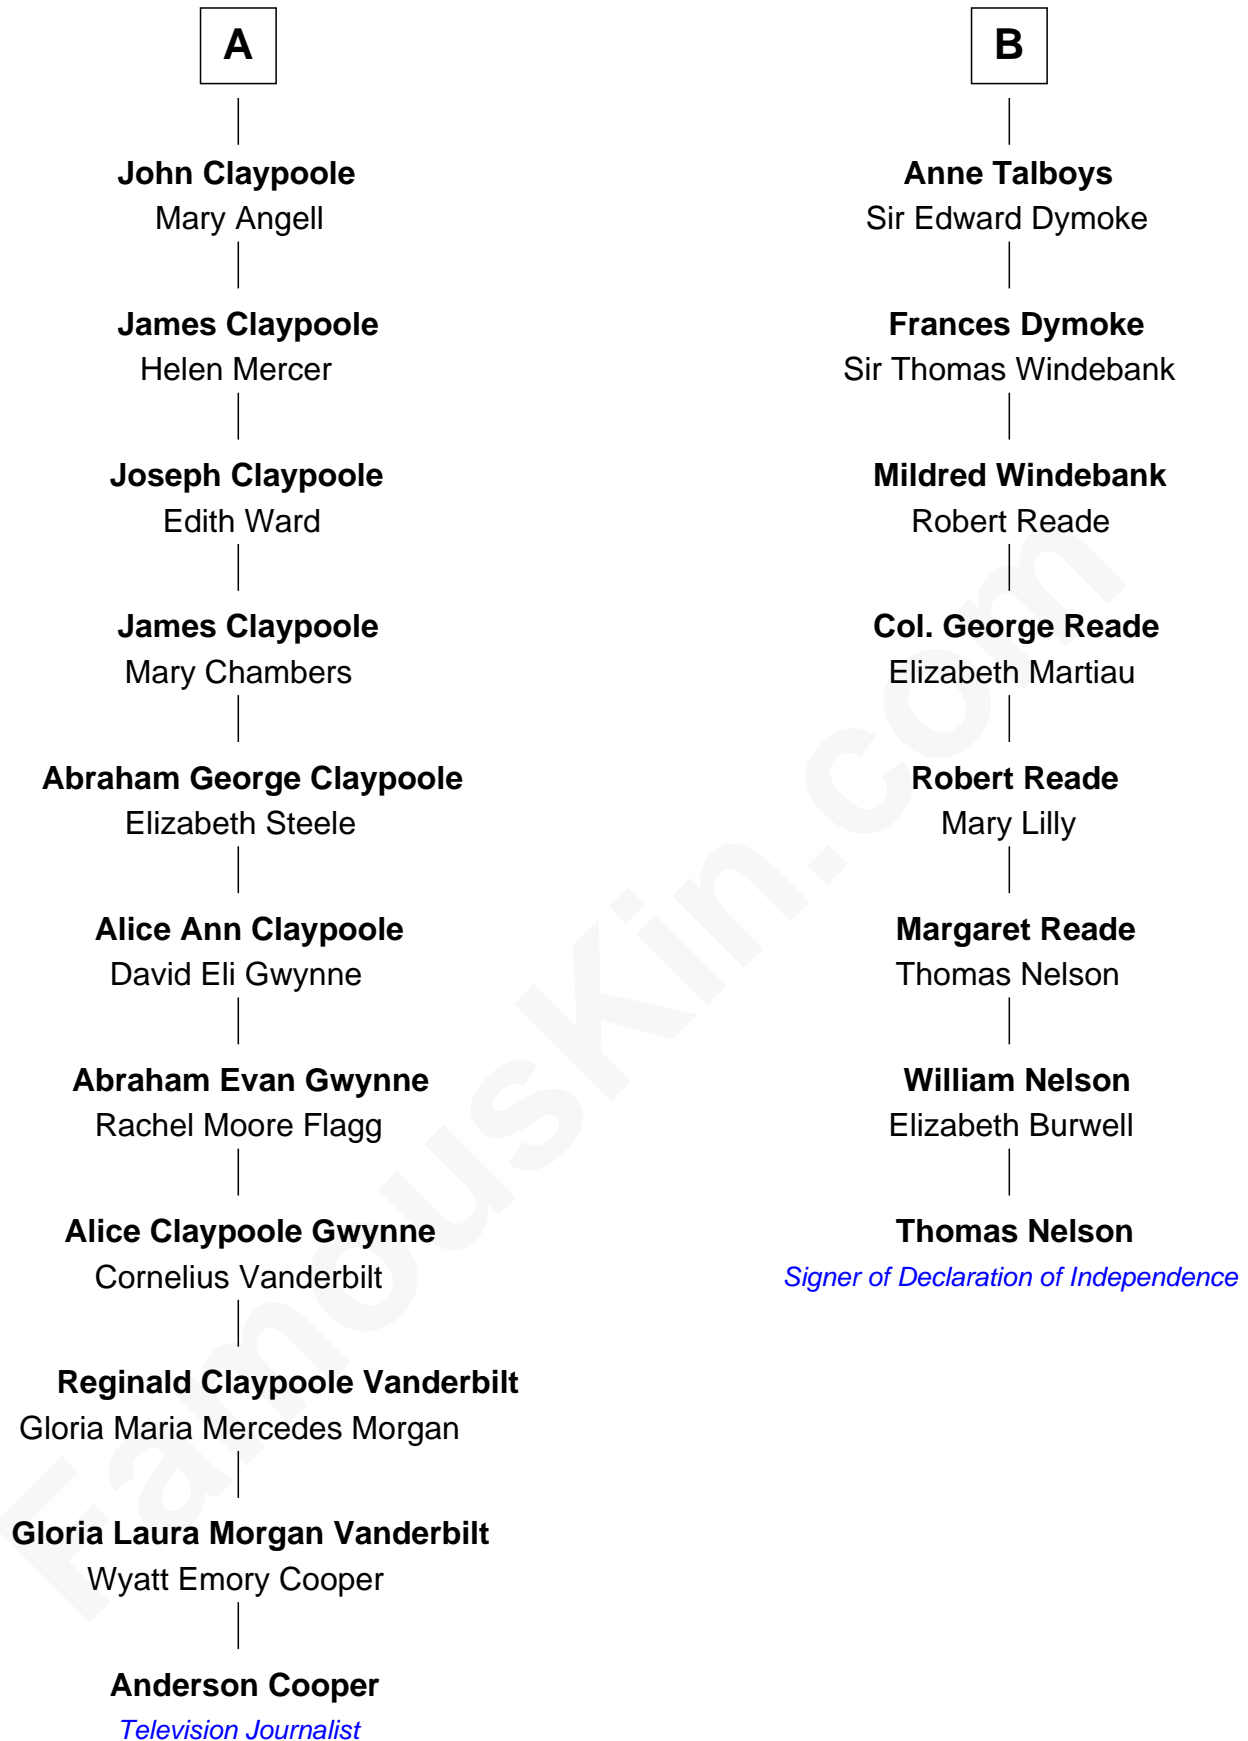 A
John Claypoole
Mary Angell
James Claypoole
Helen Mercer
Joseph Claypoole
Edith Ward
James Claypoole
Mary Chambers
Abraham George Claypoole
Elizabeth Steele
Alice Ann Claypoole
David Eli Gwynne
Abraham Evan Gwynne
Rachel Moore Flagg
Alice Claypoole Gwynne
Cornelius Vanderbilt
Reginald Claypoole Vanderbilt
Gloria Maria Mercedes Morgan
Gloria Laura Morgan Vanderbilt
Wyatt Emory Cooper
Anderson Cooper
Television Journalist
B
Anne Talboys
Sir Edward Dymoke
Frances Dymoke
Sir Thomas Windebank
Mildred Windebank
Robert Reade
Col. George Reade
Elizabeth Martiau
Robert Reade
Mary Lilly
Margaret Reade
Thomas Nelson
William Nelson
Elizabeth Burwell
Thomas Nelson
Signer of Declaration of Independence
FamousKin.com